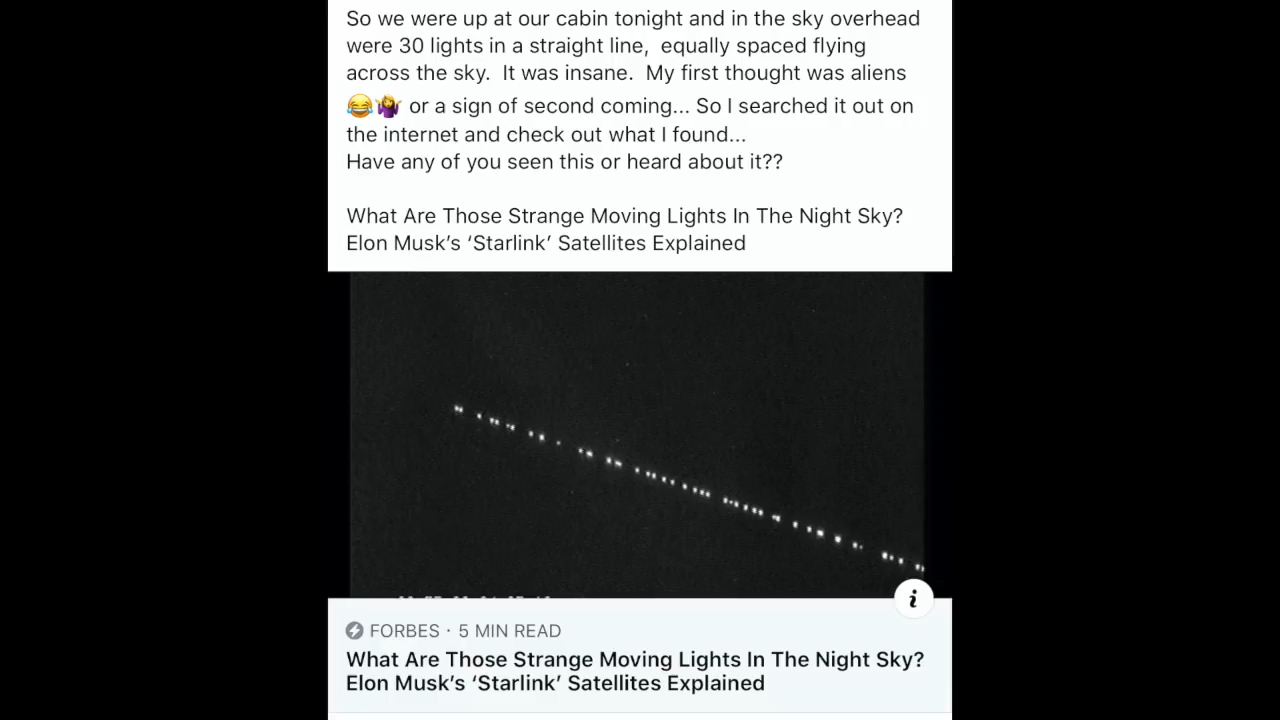 So we were up at our cabin tonight and in the sky overhead
were 30 lights in a straight line,  equally spaced flying
across the sky.  It was insane.  My first thought was aliens
😂🤷‍♀️ or a sign of second coming... So I searched it out on
the internet and check out what I found...
Have any of you seen this or heard about it??
What Are Those Strange Moving Lights In The Night Sky?
Elon Musk's 'Starlink' Satellites Explained
i
FORBES · 5 MIN READ
What Are Those Strange Moving Lights In The Night Sky?
Elon Musk's 'Starlink' Satellites Explained